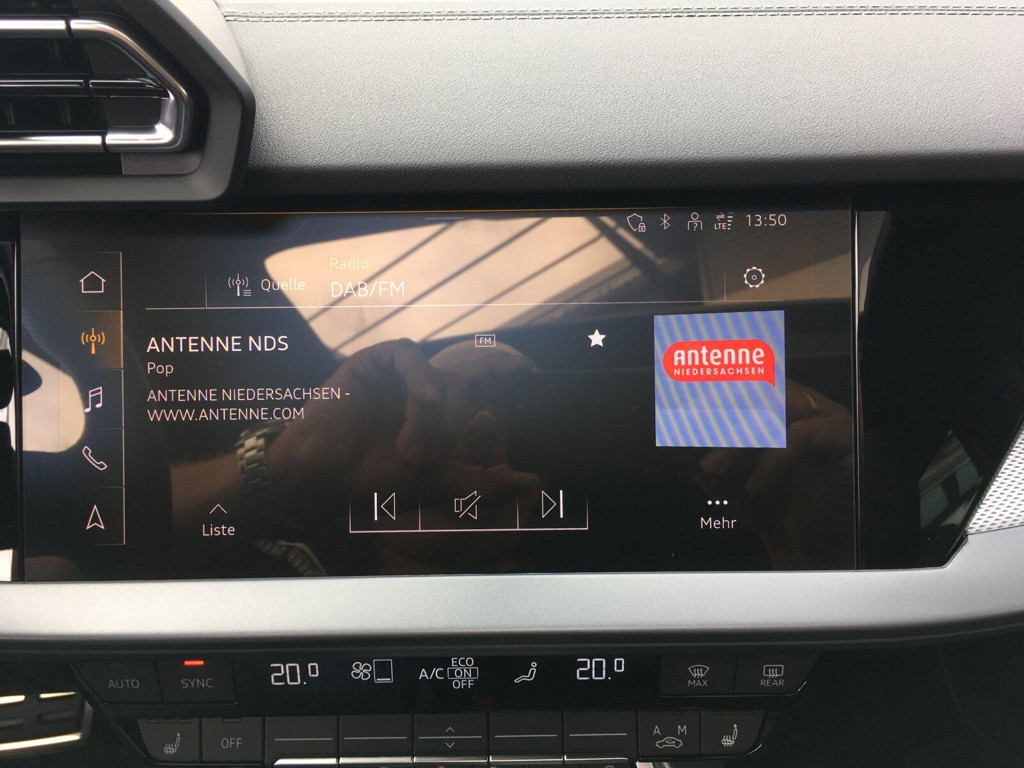 LTE 13:50
Radio
Quelle DAB/FM
ANTENNE NDS FM
Pop
ANTENNE NIEDERSACHSEN -
WWW.ANTENNE.COM
antenne
NIEDERSACHSEN
Liste
Mehr
AUTO SYNC 20.0 A/C ECO ON OFF 20.0 MAX REAR
OFF A M